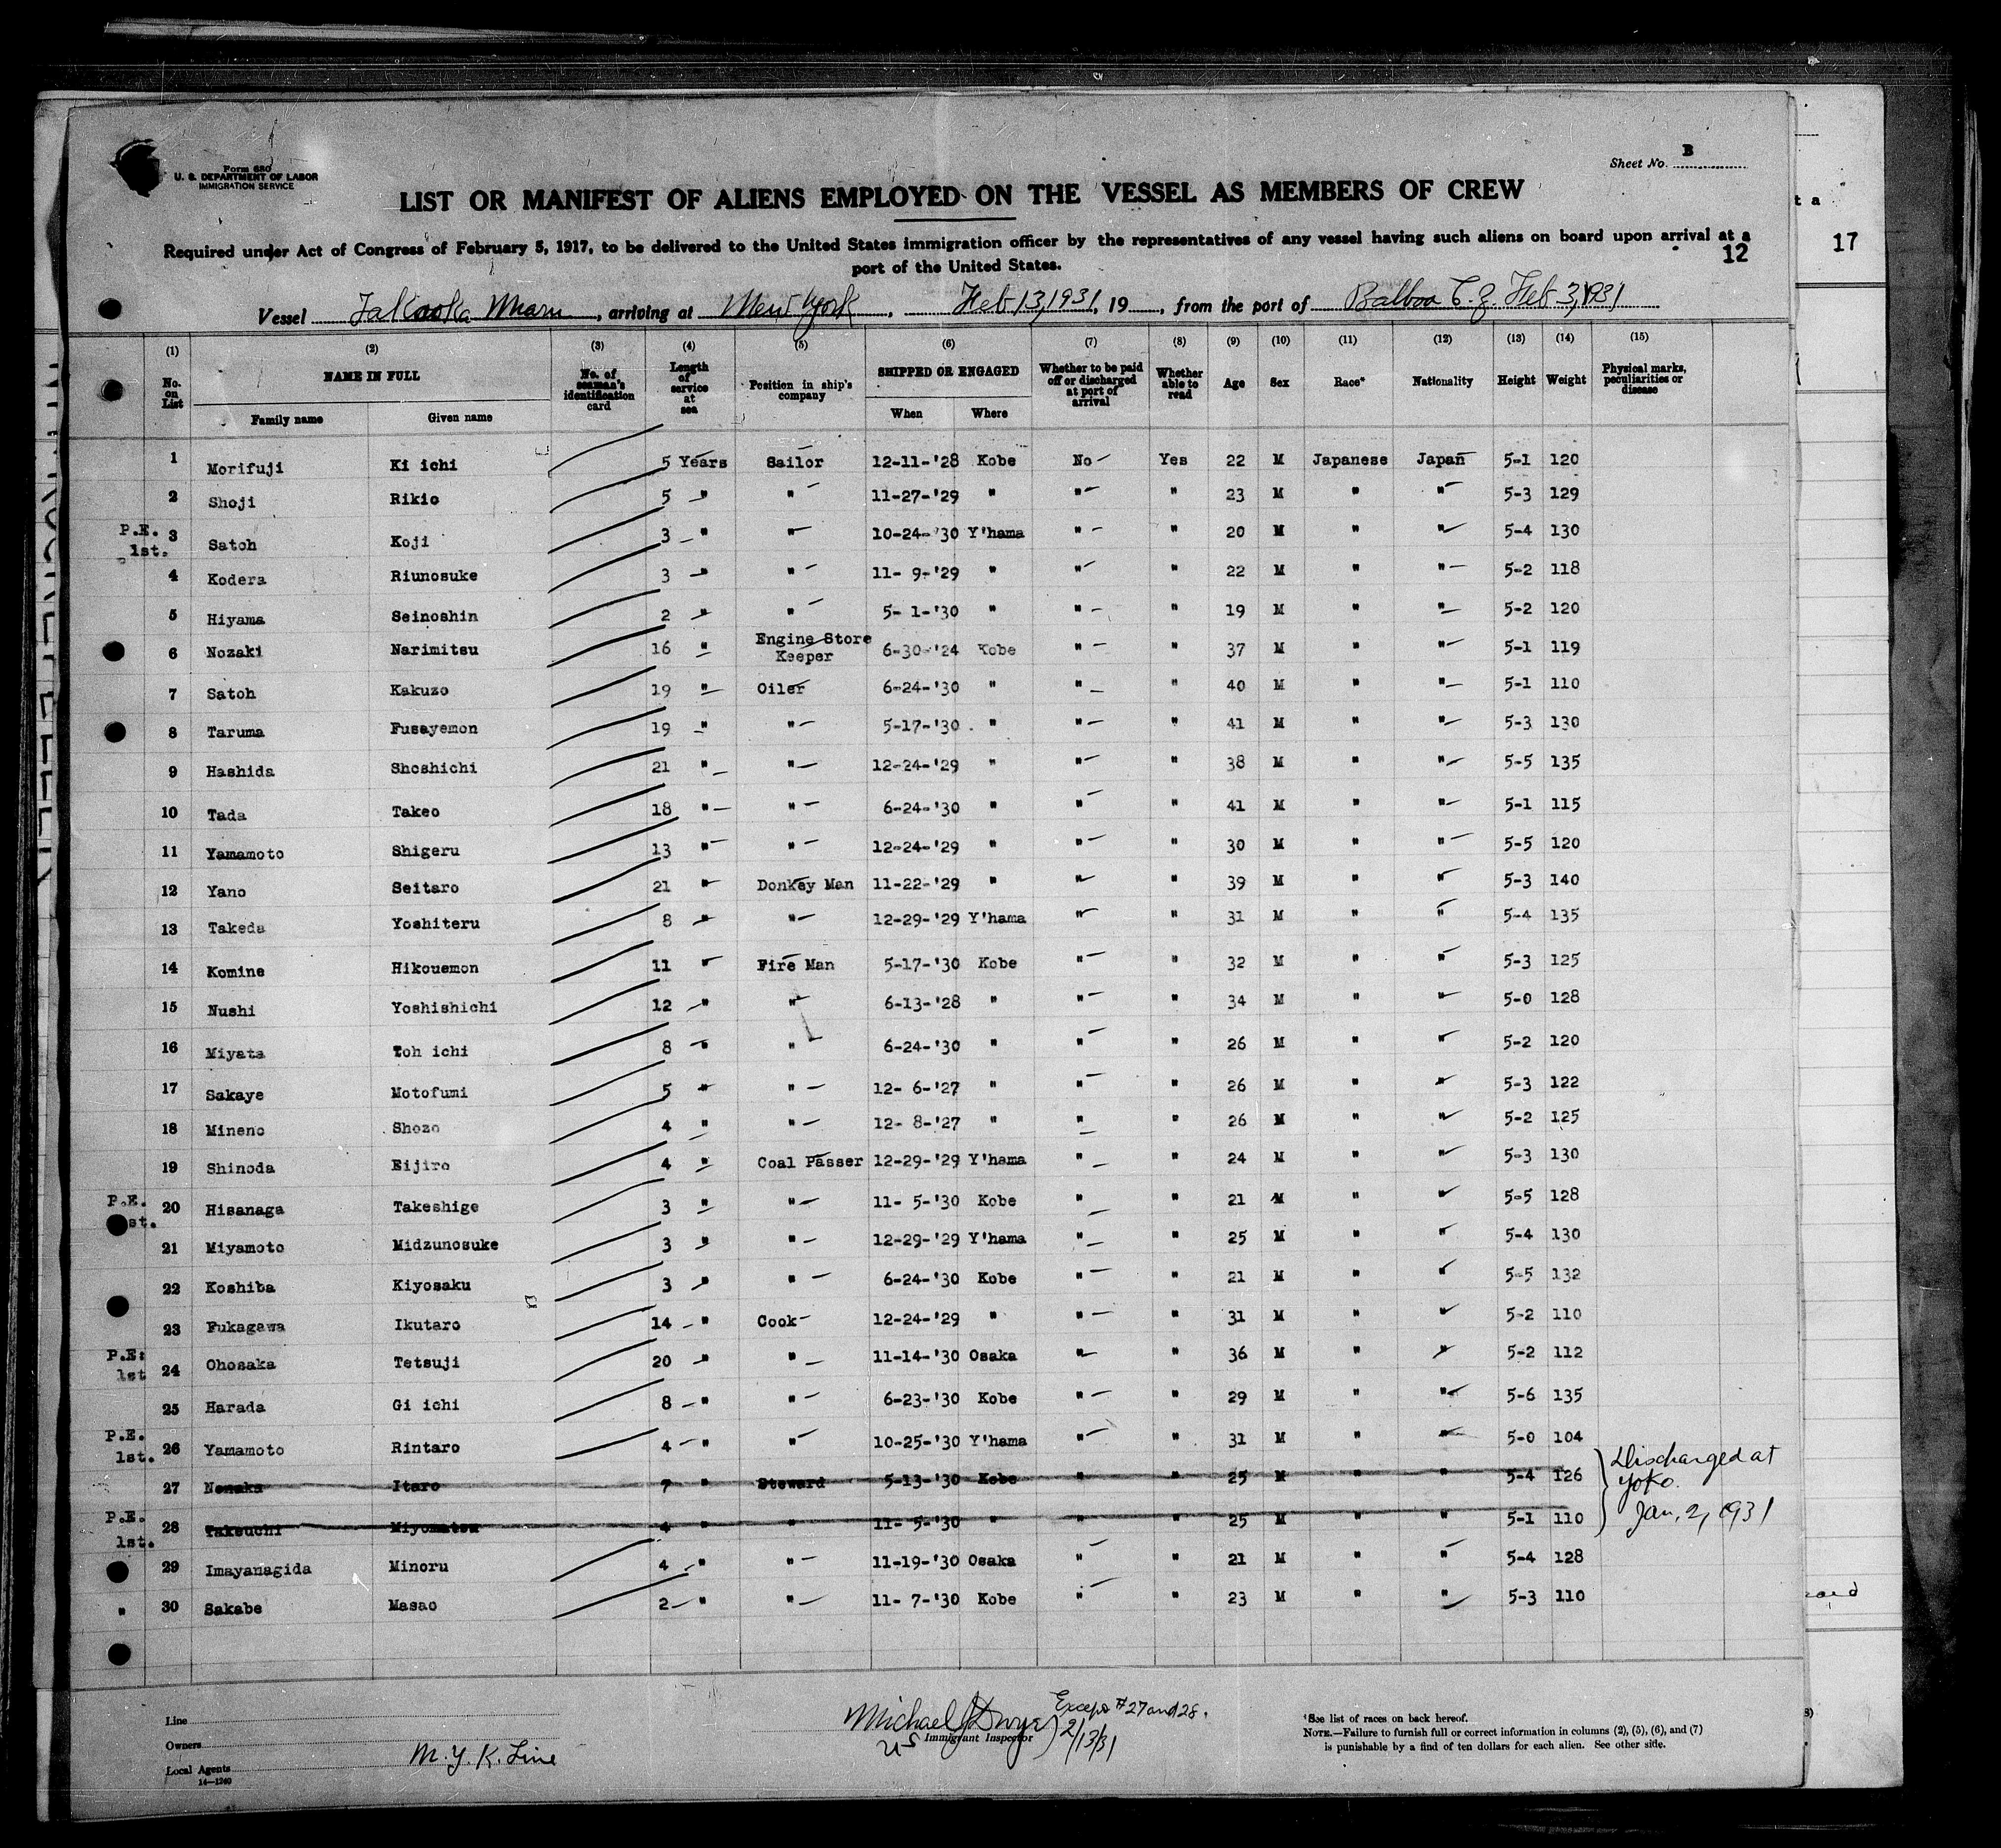 Form 680
U. S. DEPARTMENT OF LABOR
IMMIGRATION SERVICE
Sheet No. B
LIST OR MANIFEST OF ALIENS EMPLOYED ON THE VESSEL AS MEMBERS OF CREW
Required under Act of Congress of February 5, 1917, to be delivered to the United States immigration officer by the representatives of any vessel having such aliens on board upon arrival at a
port of the United States.
12
17
Vessel Takaoka Maru, arriving at New York, Feb 13, 1931, 19, from the port of Balboa C.Z. Feb 3, 1931
(1) (2) (3) (4) (5) (6) (7) (8) (9) (10) (11) (12) (13) (14) (15)
No. on List NAME IN FULL Family name Given name No. of seaman's identification card Length of service at sea Position in ship's company SHIPPED OR ENGAGED When Where Whether to be paid off or discharged at port of arrival Whether able to read Age Sex Race* Nationality Height Weight Physical marks, peculiarities or disease
1 Morifuji Ki ichi 5 Years Sailor 12-11-'28 Kobe No Yes 22 M Japanese Japan 5-1 120
2 Shoji Rikio 5 " " 11-27-'29 " " " 23 M " " 5-3 129
P.E. 1st. 3 Satoh Koji 3 " " 10-24-'30 Y'hama " " 20 M " " 5-4 130
4 Kodera Riunosuke 3 " " 11- 9-'29 " " " 22 M " " 5-2 118
5 Hiyama Seinoshin 2 " " 5- 1-'30 " " " 19 M " " 5-2 120
6 Nozaki Narimitsu 16 " Engine Store Keeper 6-30-'24 Kobe " " 37 M " " 5-1 119
7 Satoh Kakuzo 19 " Oiler 6-24-'30 " " " 40 M " " 5-1 110
8 Taruma Fusayemon 19 " " 5-17-'30 " " " 41 M " " 5-3 130
9 Hashida Shoshichi 21 " " 12-24-'29 " " " 38 M " " 5-5 135
10 Tada Takeo 18 " " 6-24-'30 " " " 41 M " " 5-1 115
11 Yamamoto Shigeru 13 " " 12-24-'29 " " " 30 M " " 5-5 120
12 Yano Seitaro 21 " Donkey Man 11-22-'29 " " " 39 M " " 5-3 140
13 Takeda Yoshiteru 8 " " 12-29-'29 Y'hama " " 31 M " " 5-4 135
14 Komine Hikouemon 11 " Fire Man 5-17-'30 Kobe " " 32 M " " 5-3 125
15 Nushi Yoshishichi 12 " " 6-13-'28 " " " 34 M " " 5-0 128
16 Miyata Toh ichi 8 " " 6-24-'30 " " " 26 M " " 5-2 120
17 Sakaye Motofumi 5 " " 12- 6-'27 " " " 26 M " " 5-3 122
18 Mineno Shozo 4 " " 12- 8-'27 " " " 26 M " " 5-2 125
19 Shinoda Eijiro 4 " Coal Passer 12-29-'29 Y'hama " " 24 M " " 5-3 130
P.E. st. 20 Hisanaga Takeshige 3 " " 11- 5-'30 Kobe " " 21 M " " 5-5 128
21 Miyamoto Midzunosuke 3 " " 12-29-'29 Y'hama " " 25 M " " 5-4 130
22 Koshiba Kiyosaku 3 " " 6-24-'30 Kobe " " 21 M " " 5-5 132
23 Fukagawa Ikutaro 14 " Cook 12-24-'29 " " " 31 M " " 5-2 110
P.E: 1st 24 Ohosaka Tetsuji 20 " " 11-14-'30 Osaka " " 36 M " " 5-2 112
25 Harada Gi ichi 8 " " 6-23-'30 Kobe " " 29 M " " 5-6 135
P.E. 1st. 26 Yamamoto Rintaro 4 " " 10-25-'30 Y'hama " " 31 M " " 5-0 104
27 Nonaka Itaro 7 " Steward 5-13-'30 Kobe " " 25 M " " 5-4 126 Discharged at Yoko. Jan. 2, 1931
P.E. 1st. 28 Takeuchi Miyomatsu 4 " " 11- 5-'30 " " " 25 M " " 5-1 110
29 Imayanagida Minoru 4 " " 11-19-'30 Osaka " " 21 M " " 5-4 128
" 30 Sakabe Masao 2 " " 11- 7-'30 Kobe " " 23 M " " 5-3 110
Line
Owners
Local Agents N.Y.K. Line
14—1240
Michael J Dwyer Except #27 and 28.
US Immigrant Inspector 2/13/31
*See list of races on back hereof.
NOTE.—Failure to furnish full or correct information in columns (2), (5), (6), and (7)
is punishable by a find of ten dollars for each alien. See other side.